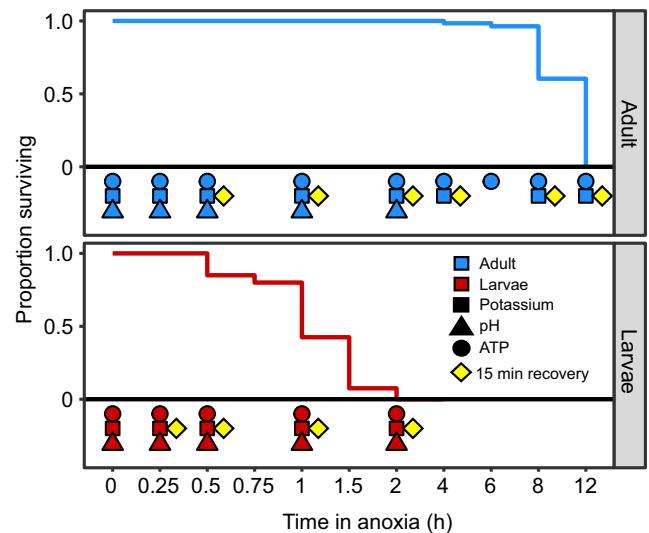 Proportion surviving
1.0
0.5
0
Adult
1.0
0.5
0
Larvae
Adult
Larvae
Potassium
pH
ATP
15 min recovery
0 0.25 0.5 0.75 1 1.5 2 4 6 8 12
Time in anoxia (h)